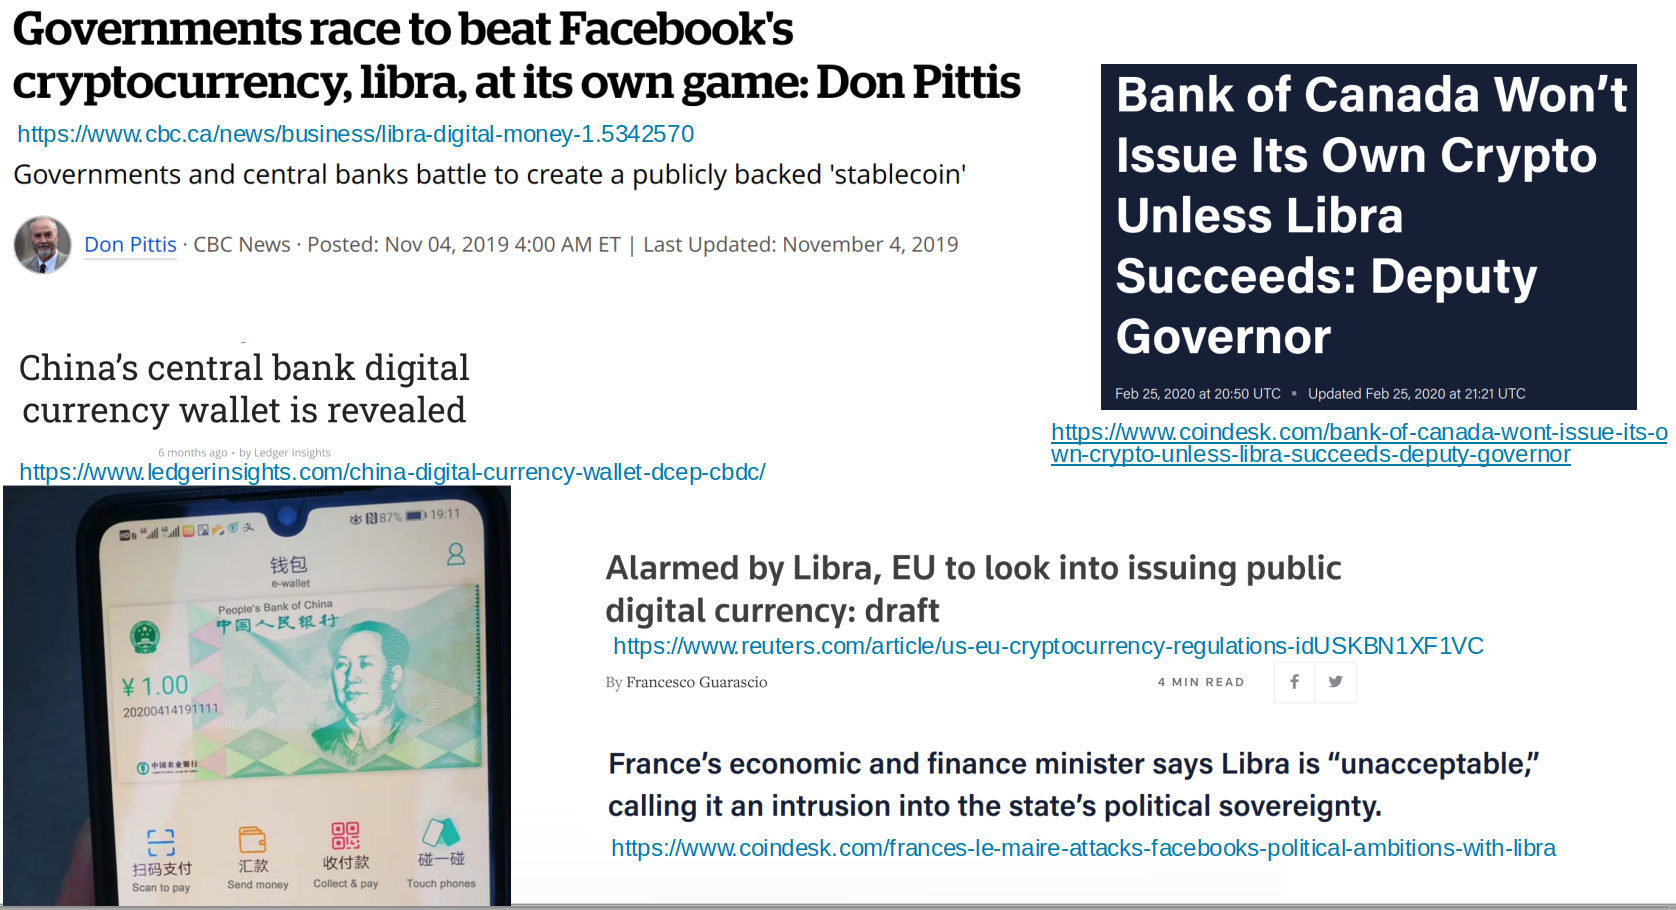 Governments race to beat Facebook's
cryptocurrency, libra, at its own game: Don Pittis
https://www.cbc.ca/news/business/libra-digital-money-1.5342570
Governments and central banks battle to create a publicly backed 'stablecoin'
Don Pittis · CBC News · Posted: Nov 04, 2019 4:00 AM ET | Last Updated: November 4, 2019
Bank of Canada Won’t
Issue Its Own Crypto
Unless Libra
Succeeds: Deputy
Governor
Feb 25, 2020 at 20:50 UTC ▪ Updated Feb 25, 2020 at 21:21 UTC
https://www.coindesk.com/bank-of-canada-wont-issue-its-o
wn-crypto-unless-libra-succeeds-deputy-governor
China’s central bank digital
currency wallet is revealed
6 months ago • by Ledger Insights
https://www.ledgerinsights.com/china-digital-currency-wallet-dcep-cbdc/
87% 19:11
钱包
e-wallet
People's Bank of China
中国人民银行
¥ 1.00
20200414191111
中国农业银行
扫码支付 汇款 收付款 碰一碰
Scan to pay Send money Collect & pay Touch phones
Alarmed by Libra, EU to look into issuing public
digital currency: draft
https://www.reuters.com/article/us-eu-cryptocurrency-regulations-idUSKBN1XF1VC
By Francesco Guarascio 4 MIN READ
France’s economic and finance minister says Libra is “unacceptable,”
calling it an intrusion into the state’s political sovereignty.
https://www.coindesk.com/frances-le-maire-attacks-facebooks-political-ambitions-with-libra